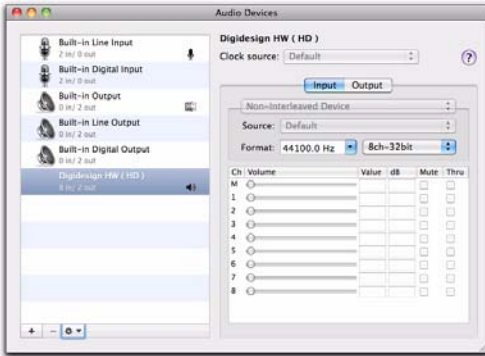 Audio Devices
Built-in Line Input
2 in/ 0 out
Built-in Digital Input
2 in/ 0 out
Built-in Output
0 in/ 2 out
Built-in Line Output
0 in/ 2 out
Built-in Digital Output
0 in/ 2 out
Digidesign HW ( HD )
8 in/ 2 out
Digidesign HW ( HD )
Clock source: Default
?
Input Output
Non-Interleaved Device
Source: Default
Format: 44100.0 Hz 8ch-32bit
Ch Volume Value dB Mute Thru
M
1
2
3
4
5
6
7
8